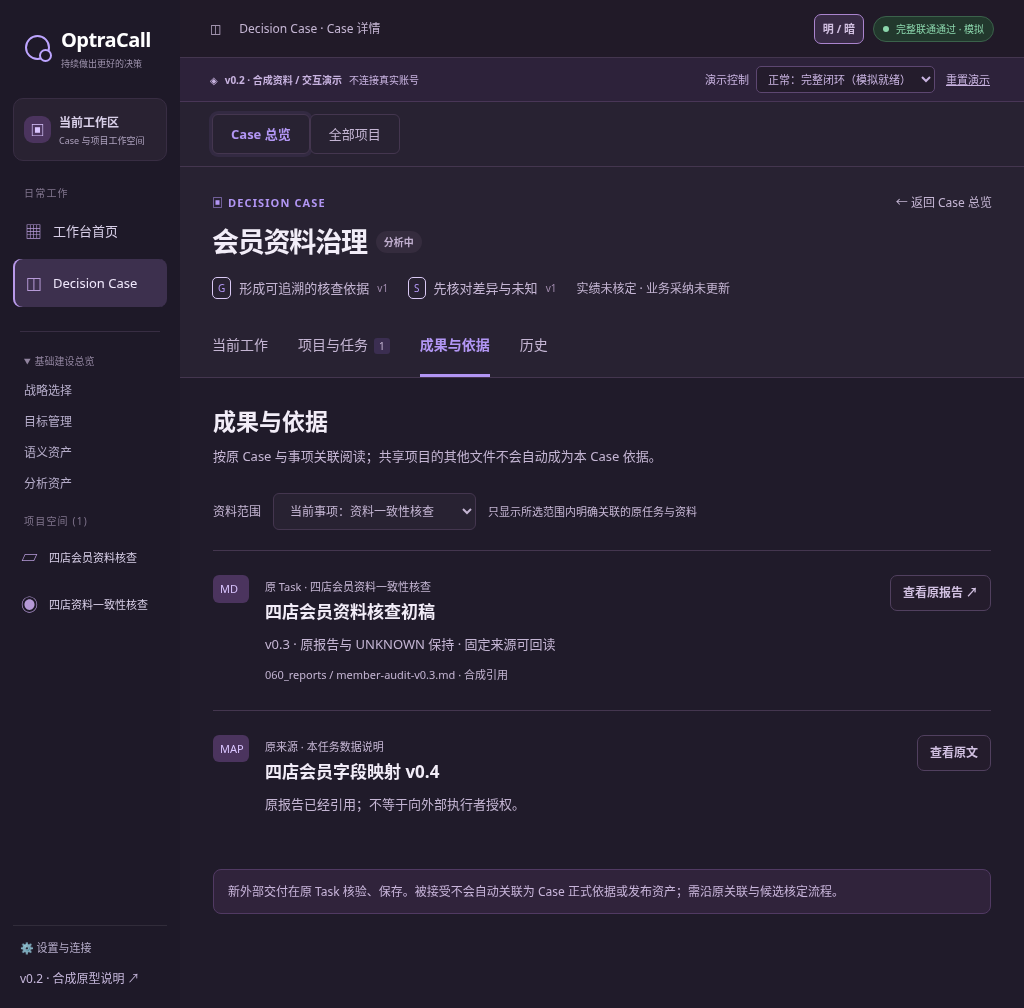 OptraCall
持续做出更好的决策
当前工作区
Case 与项目工作空间
日常工作
工作台首页
Decision Case
▼ 基础建设总览
战略选择
目标管理
语义资产
分析资产
项目空间 (1)
四店会员资料核查
四店资料一致性核查
⚙️ 设置与连接
v0.2 · 合成原型说明 ↗
Decision Case · Case 详情
明 / 暗
完整联通通过 · 模拟
◈ v0.2 · 合成资料 / 交互演示 不连接真实账号
演示控制 正常：完整闭环（模拟就绪） 重置演示
Case 总览 全部项目
DECISION CASE
← 返回 Case 总览
会员资料治理 分析中
G 形成可追溯的核查依据 v1 S 先核对差异与未知 v1 实绩未核定 · 业务采纳未更新
当前工作 项目与任务 1 成果与依据 历史
成果与依据
按原 Case 与事项关联阅读；共享项目的其他文件不会自动成为本 Case 依据。
资料范围 当前事项：资料一致性核查 只显示所选范围内明确关联的原任务与资料
MD 原 Task · 四店会员资料一致性核查
四店会员资料核查初稿
v0.3 · 原报告与 UNKNOWN 保持 · 固定来源可回读
060_reports / member-audit-v0.3.md · 合成引用
查看原报告 ↗
MAP 原来源 · 本任务数据说明
四店会员字段映射 v0.4
原报告已经引用；不等于向外部执行者授权。
查看原文
新外部交付在原 Task 核验、保存。被接受不会自动关联为 Case 正式依据或发布资产；需沿原关联与候选核定流程。